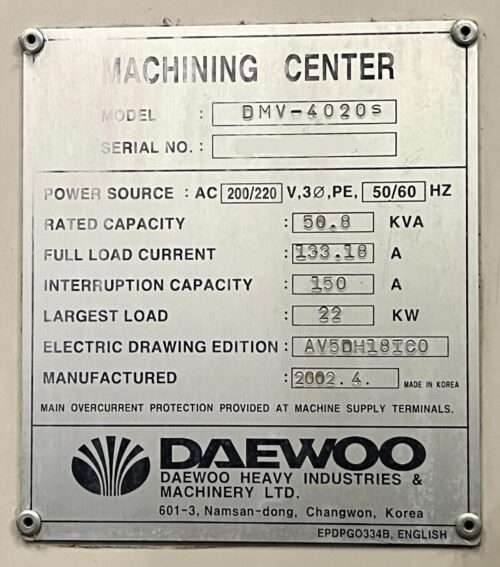 MACHINING CENTER
MODEL : DMV-4020s
SERIAL NO. :
POWER SOURCE : AC 200/220 V,3Ø,PE, 50/60 HZ
RATED CAPACITY : 50.8 KVA
FULL LOAD CURRENT : 133.18 A
INTERRUPTION CAPACITY : 150 A
LARGEST LOAD : 22 KW
ELECTRIC DRAWING EDITION : AV5DH18ICO
MANUFACTURED : 2002.4. MADE IN KOREA
MAIN OVERCURRENT PROTECTION PROVIDED AT MACHINE SUPPLY TERMINALS.
DAEWOO
DAEWOO HEAVY INDUSTRIES &
MACHINERY LTD.
601-3, Namsan-dong, Changwon, Korea
EPDPGO334B, ENGLISH